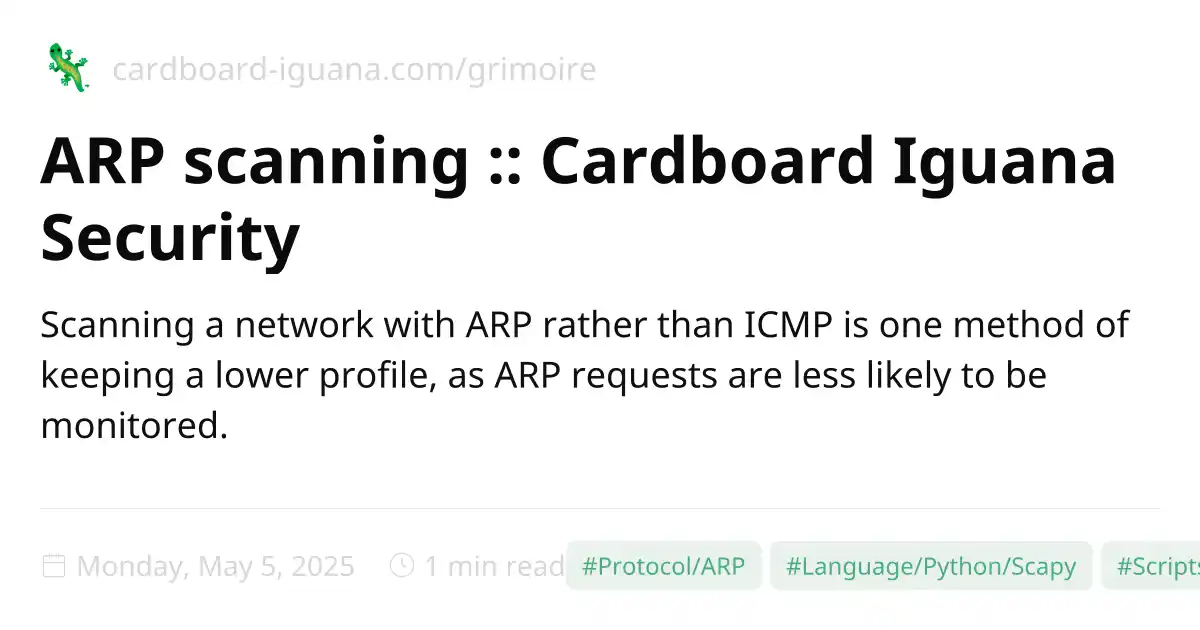 cardboard-iguana.com/grimoire
ARP scanning :: Cardboard Iguana
Security
Scanning a network with ARP rather than ICMP is one method of
keeping a lower profile, as ARP requests are less likely to be
monitored.
Monday, May 5, 2025 1 min read #Protocol/ARP #Language/Python/Scapy #Scripts